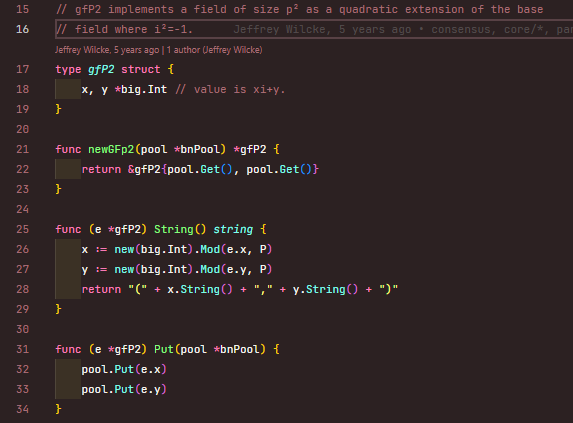 15 // gfP2 implements a field of size p² as a quadratic extension of the base
16 // field where i²=-1. Jeffrey Wilcke, 5 years ago • consensus, core/*, par
Jeffrey Wilcke, 5 years ago | 1 author (Jeffrey Wilcke)
17 type gfP2 struct {
18 x, y *big.Int // value is xi+y.
19 }
20
21 func newGFp2(pool *bnPool) *gfP2 {
22 return &gfP2{pool.Get(), pool.Get()}
23 }
24
25 func (e *gfP2) String() string {
26 x := new(big.Int).Mod(e.x, P)
27 y := new(big.Int).Mod(e.y, P)
28 return "(" + x.String() + "," + y.String() + ")"
29 }
30
31 func (e *gfP2) Put(pool *bnPool) {
32 pool.Put(e.x)
33 pool.Put(e.y)
34 }